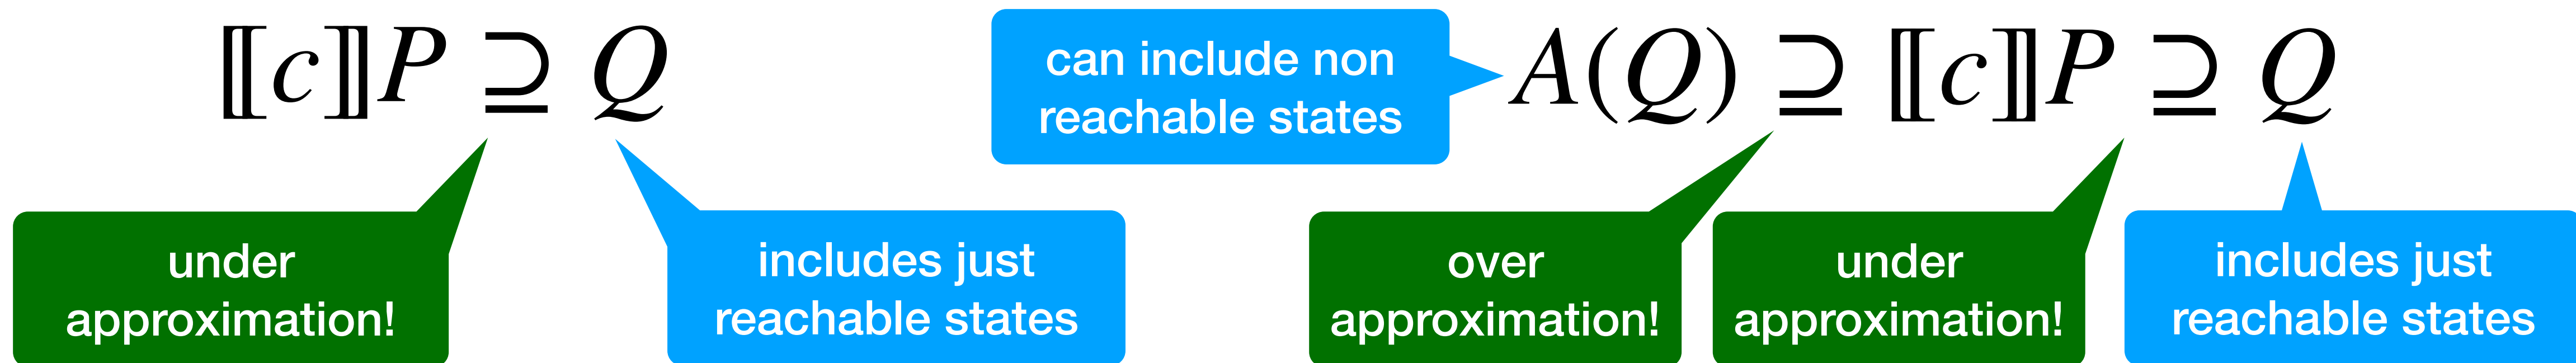 ⟦c⟧P ⊇ Q
under
approximation!
includes just
reachable states
can include non
reachable states
A(Q) ⊇ ⟦c⟧P ⊇ Q
over
approximation!
under
approximation!
includes just
reachable states